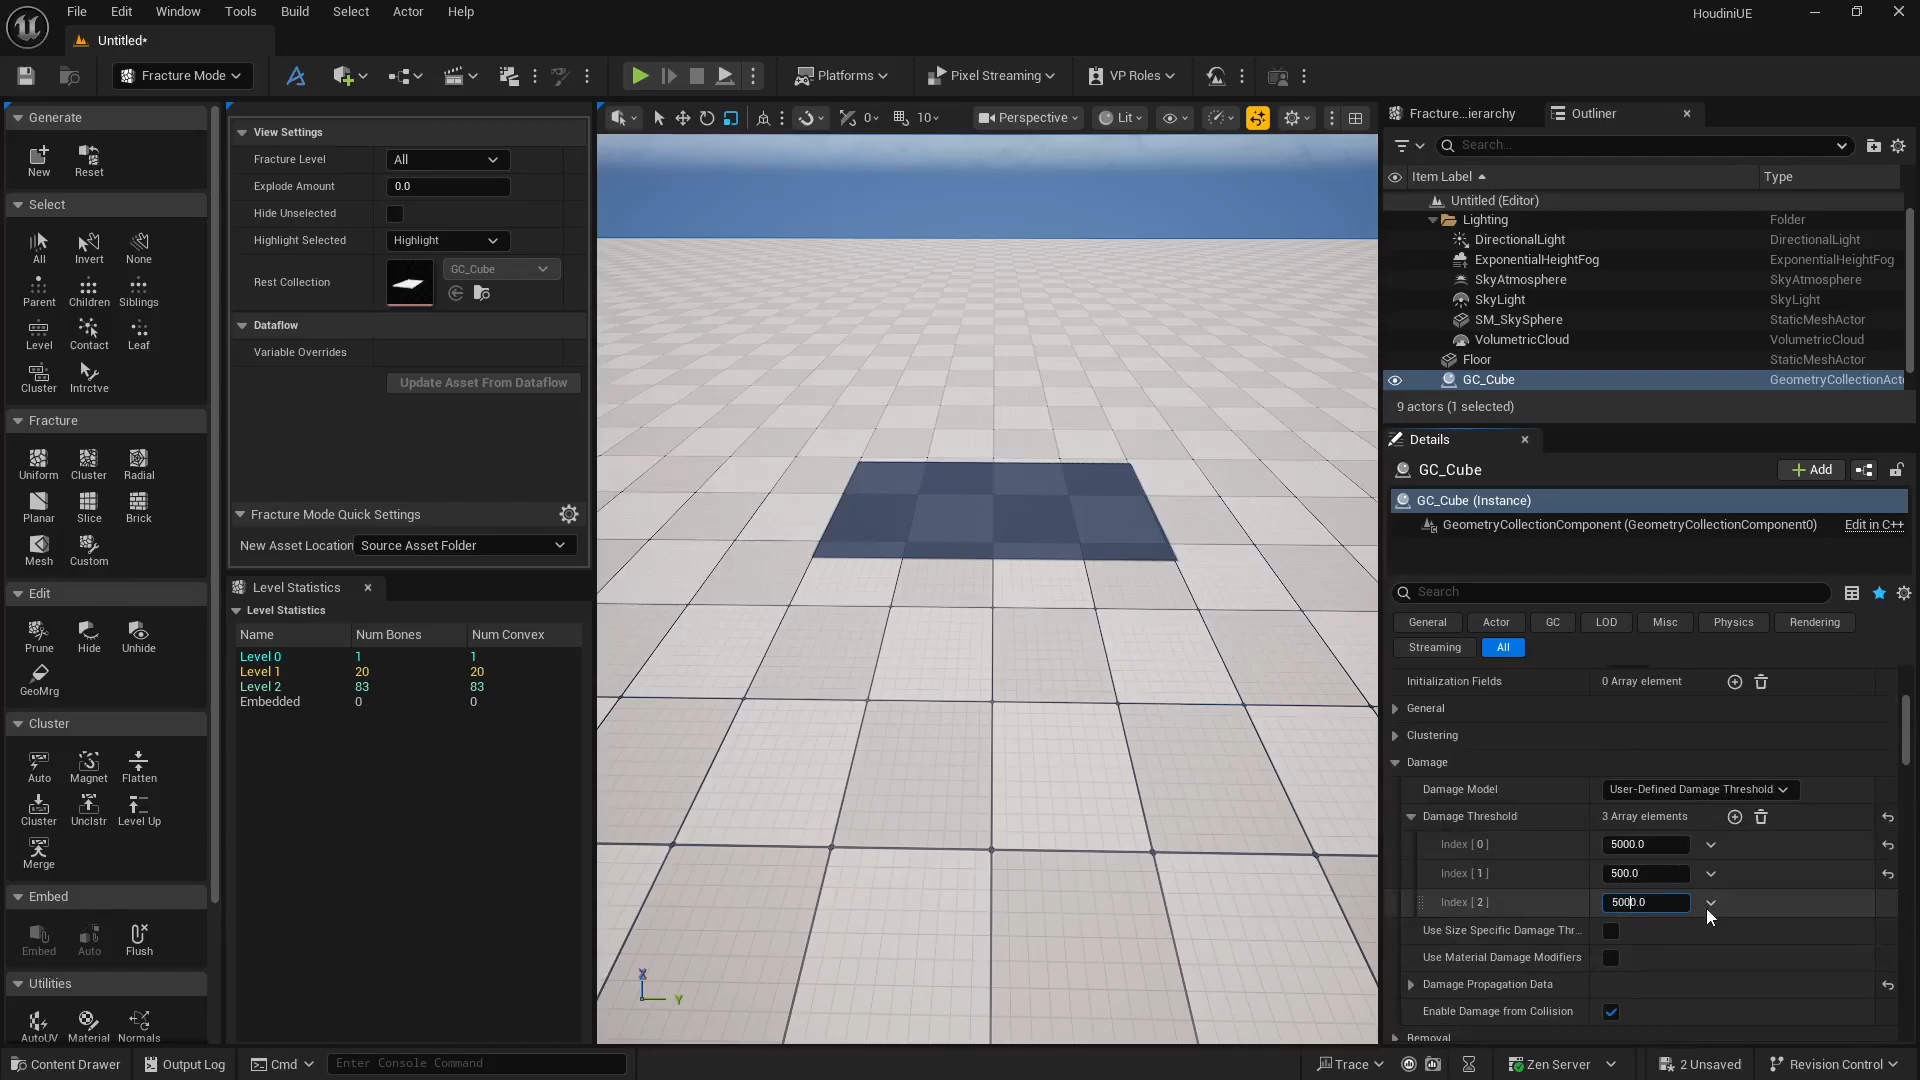 File Edit Window Tools Build Select Actor Help
HoudiniUE
Untitled*
Fracture Mode
Platforms
Pixel Streaming
VP Roles
Generate
New Reset
Select
All Invert None
Parent Children Siblings
Level Contact Leaf
Cluster Intrctve
Fracture
Uniform Cluster Radial
Planar Slice Brick
Mesh Custom
Edit
Prune Hide Unhide
GeoMrg
Cluster
Auto Magnet Flatten
Cluster Unclstr Level Up
Merge
Embed
Embed Auto Flush
Utilities
AutoUV Material Normals
View Settings
Fracture Level All
Explode Amount 0.0
Hide Unselected
Highlight Selected Highlight
Rest Collection GC_Cube
Dataflow
Variable Overrides
Update Asset From Dataflow
Fracture Mode Quick Settings
New Asset Location Source Asset Folder
Level Statistics
Level Statistics
Name Num Bones Num Convex
Level 0 1 1
Level 1 20 20
Level 2 83 83
Embedded 0 0
0 10 Perspective Lit
X
Y
Fracture...ierarchy Outliner
Search...
Item Label Type
Untitled (Editor)
Lighting Folder
DirectionalLight DirectionalLight
ExponentialHeightFog ExponentialHeightFog
SkyAtmosphere SkyAtmosphere
SkyLight SkyLight
SM_SkySphere StaticMeshActor
VolumetricCloud VolumetricCloud
Floor StaticMeshActor
GC_Cube GeometryCollectionAct
9 actors (1 selected)
Details
GC_Cube Add
GC_Cube (Instance)
GeometryCollectionComponent (GeometryCollectionComponent0) Edit in C++
Search
General Actor GC LOD Misc Physics Rendering
Streaming All
Initialization Fields 0 Array element
General
Clustering
Damage
Damage Model User-Defined Damage Threshold
Damage Threshold 3 Array elements
Index [ 0 ] 5000.0
Index [ 1 ] 500.0
Index [ 2 ] 5000.0
Use Size Specific Damage Thr...
Use Material Damage Modifiers
Damage Propagation Data
Enable Damage from Collision
Removal
Content Drawer Output Log Cmd Enter Console Command
Trace Zen Server 2 Unsaved Revision Control